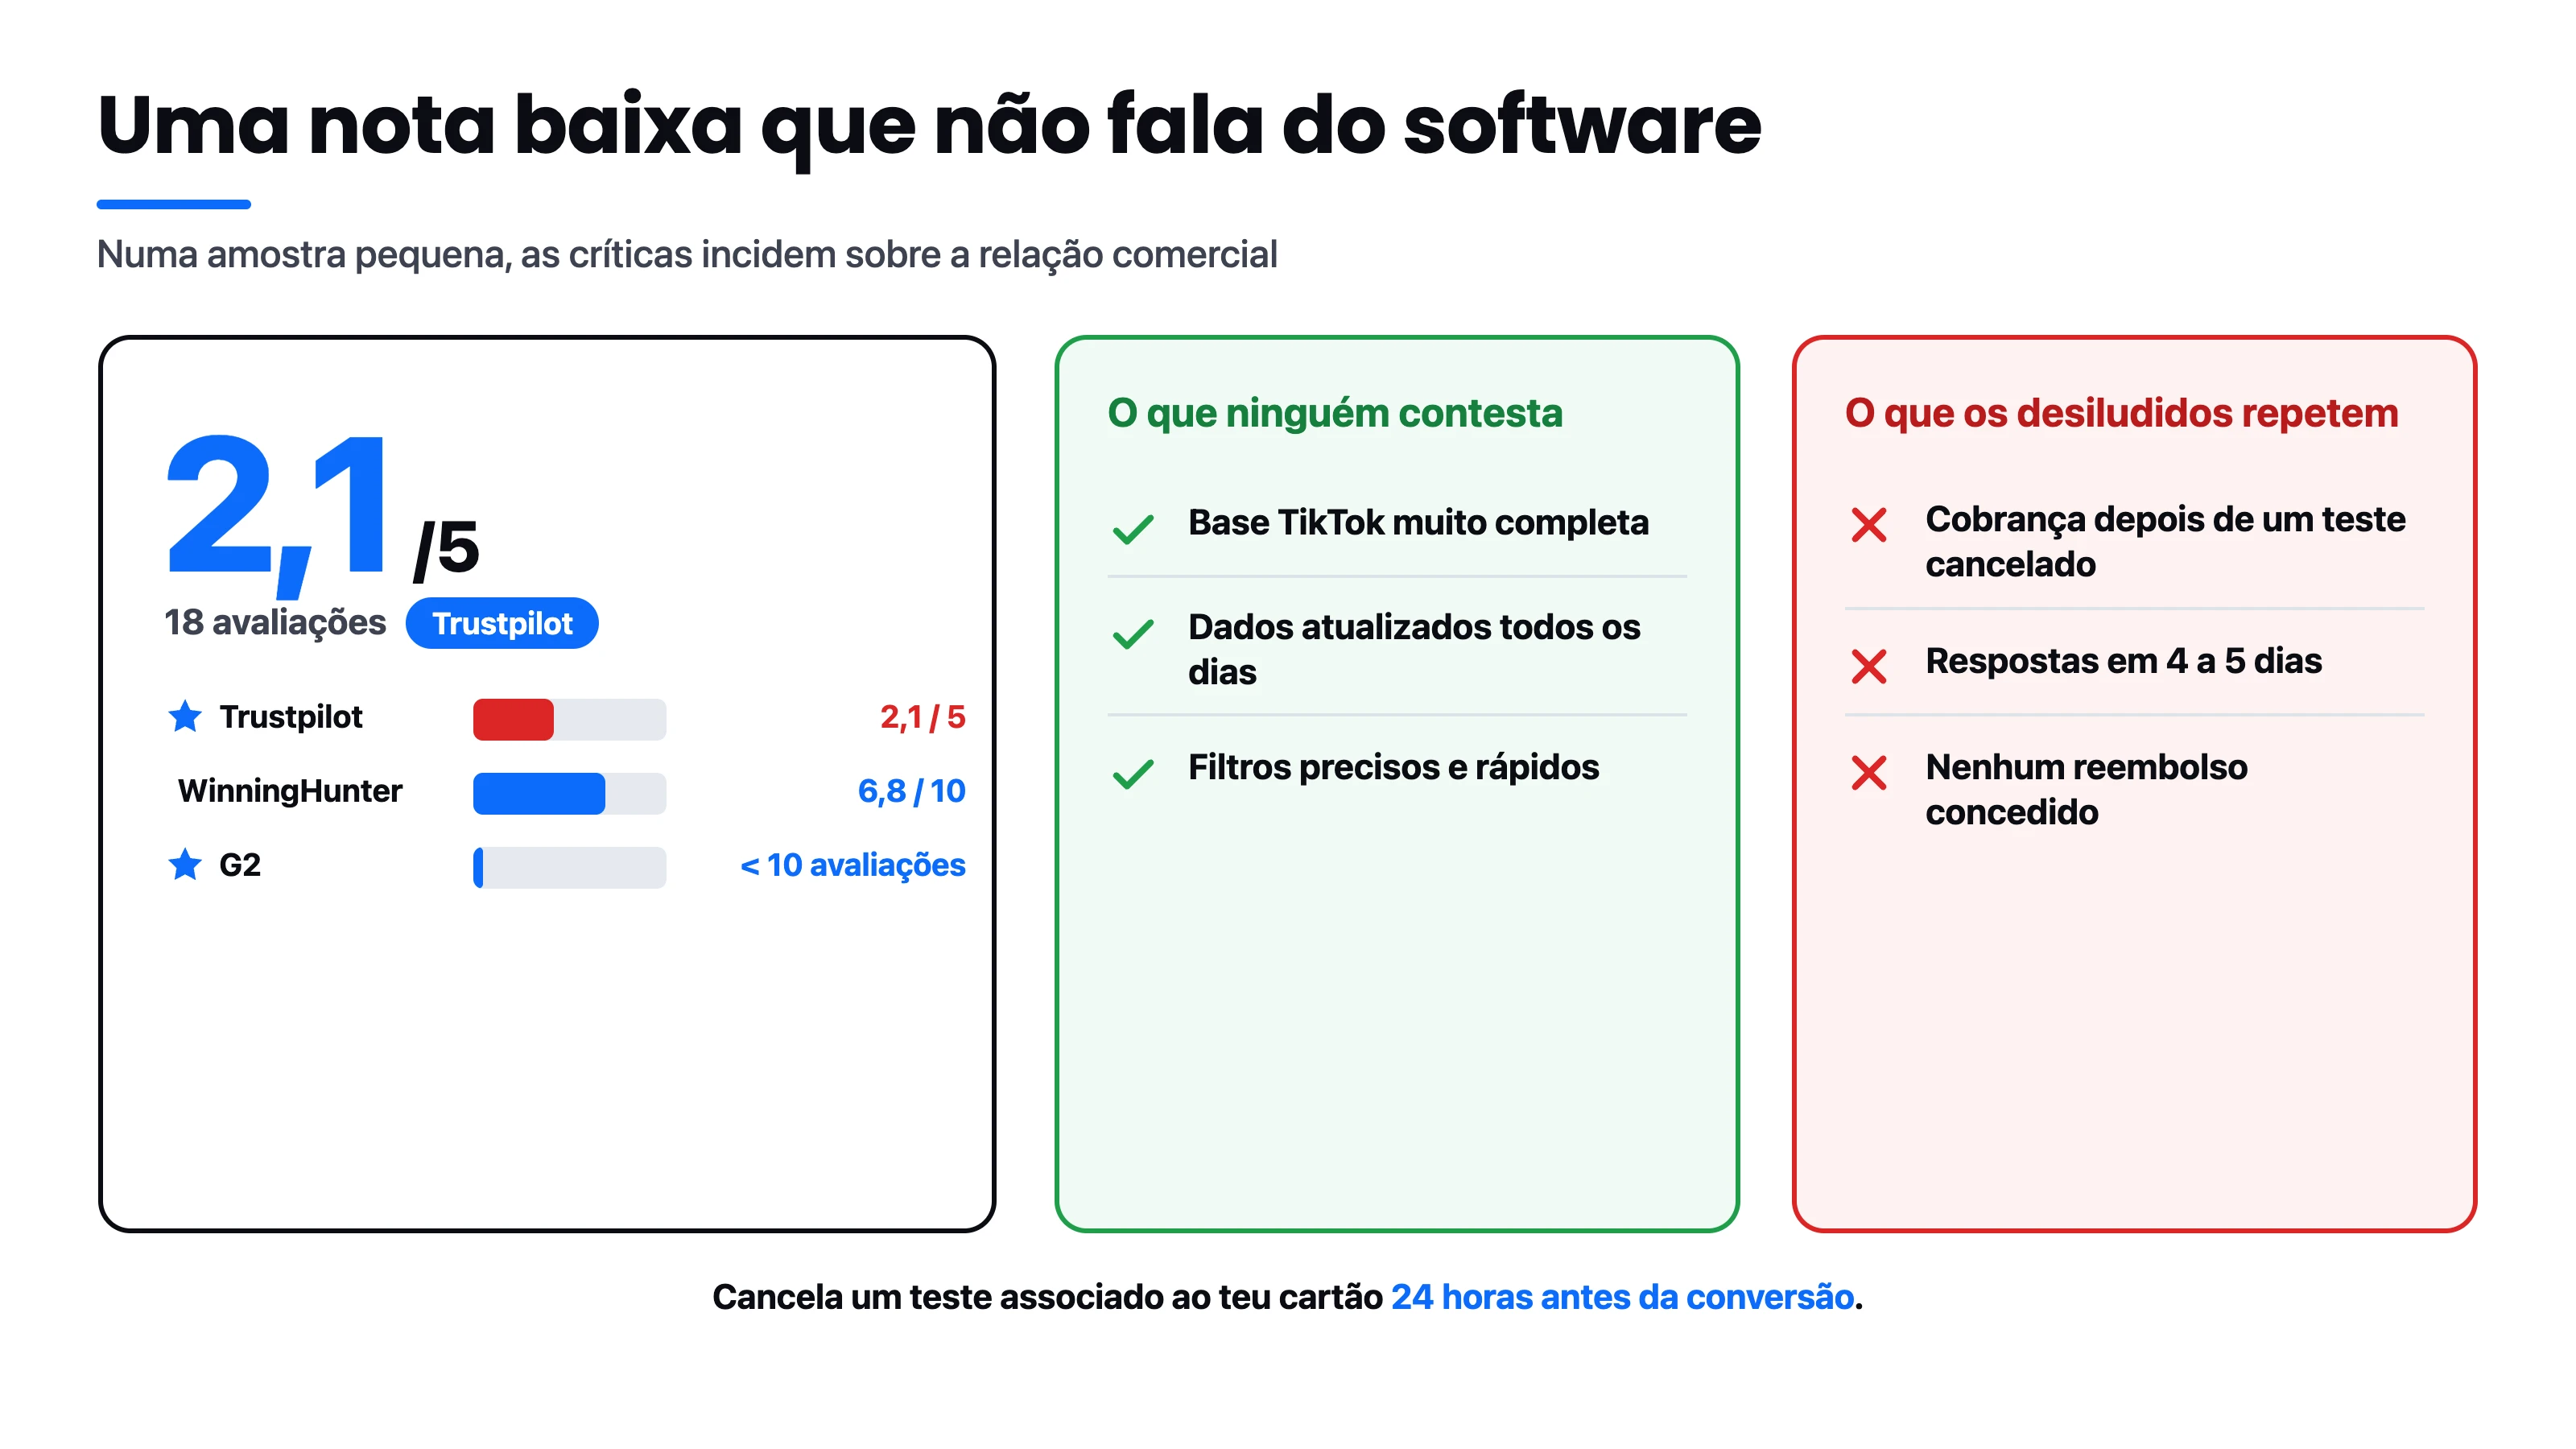 Uma nota baixa que não fala do software
Numa amostra pequena, as críticas incidem sobre a relação comercial
2,1 /5
18 avaliações Trustpilot
Trustpilot 2,1 / 5
WinningHunter 6,8 / 10
G2 < 10 avaliações
O que ninguém contesta
Base TikTok muito completa
Dados atualizados todos os
dias
Filtros precisos e rápidos
O que os desiludidos repetem
Cobrança depois de um teste
cancelado
Respostas em 4 a 5 dias
Nenhum reembolso
concedido
Cancela um teste associado ao teu cartão 24 horas antes da conversão.